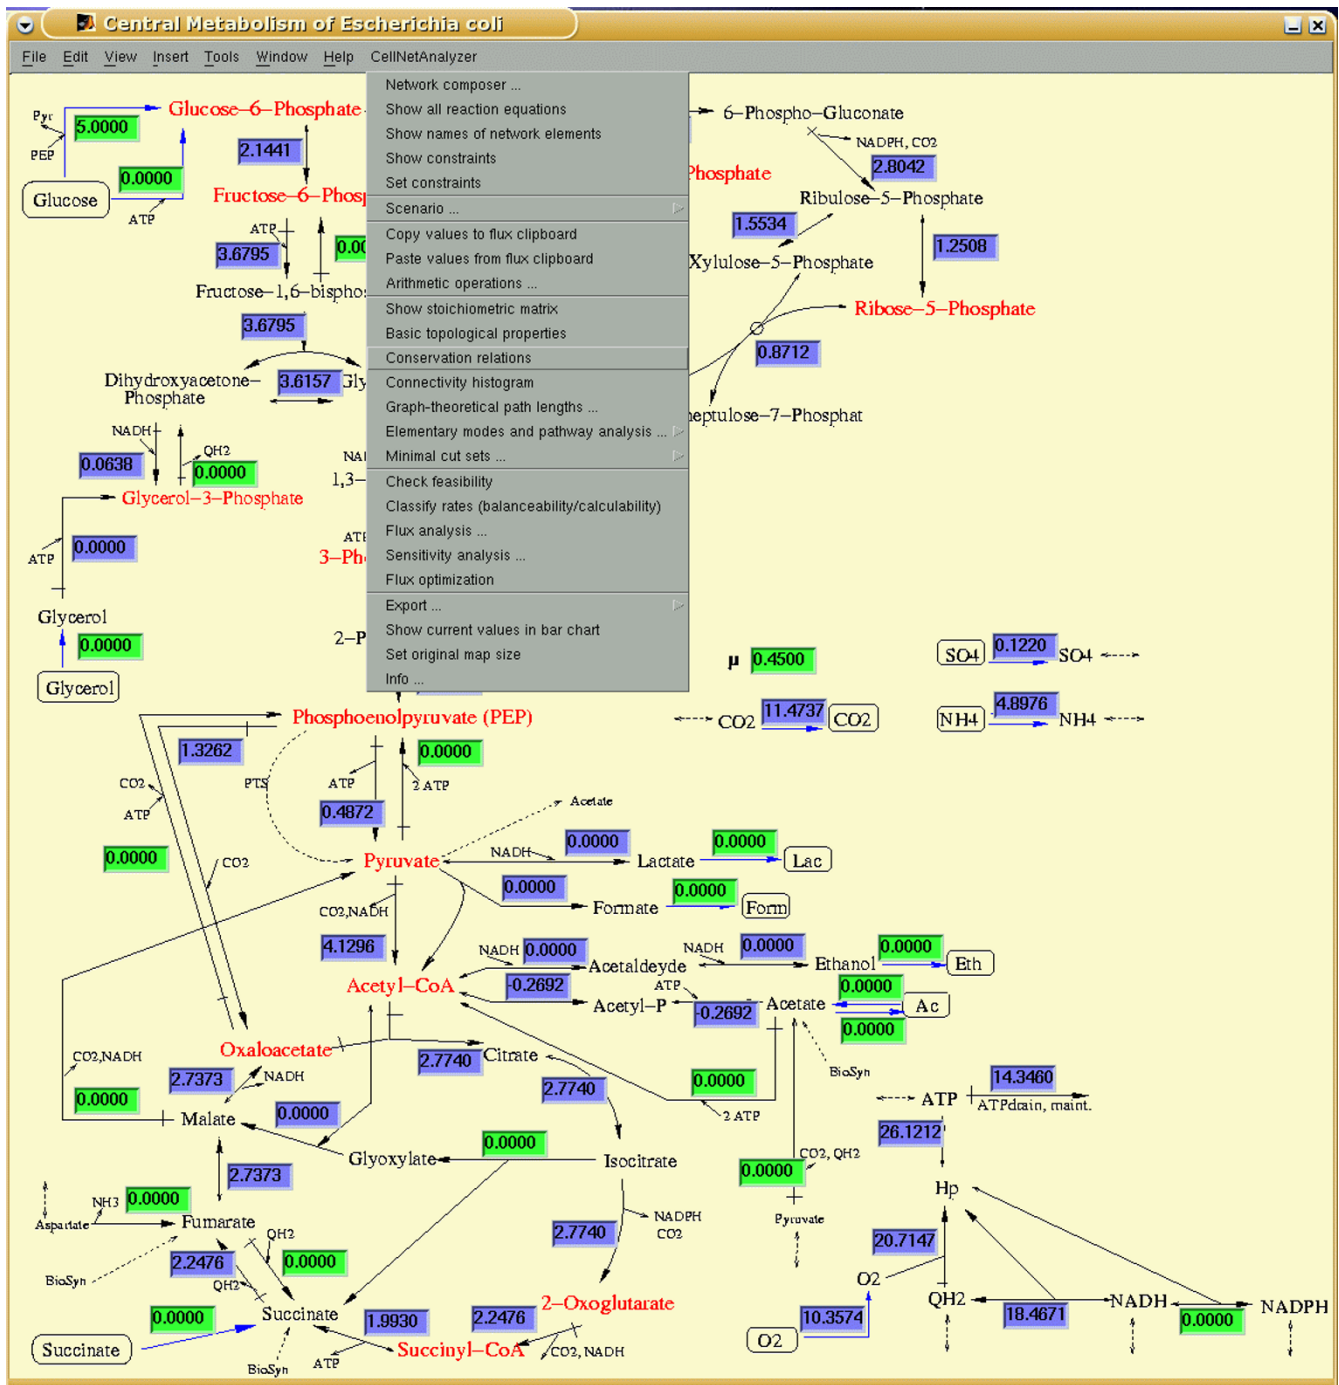 Central Metabolism of Escherichia coli
File Edit View Insert Tools Window Help CellNetAnalyzer
Network composer ...
Show all reaction equations
Show names of network elements
Show constraints
Set constraints
Scenario ...
Copy values to flux clipboard
Paste values from flux clipboard
Arithmetic operations ...
Show stoichiometric matrix
Basic topological properties
Conservation relations
Connectivity histogram
Graph-theoretical path lengths ...
Elementary modes and pathway analysis ...
Minimal cut sets ...
Check feasibility
Classify rates (balanceability/calculability)
Flux analysis ...
Sensitivity analysis ...
Flux optimization
Export ...
Show current values in bar chart
Set original map size
Info ...
Glucose-6-Phosphate
6-Phospho-Gluconate
Pyr
5.0000
PEP
2.1441
NADPH, CO2
2.8042
0.0000
Phosphate
Glucose
ATP
Fructose-6-Phosp
Ribulose-5-Phosphate
ATP
1.5534
3.6795
0.00
1.2508
Xylulose-5-Phosphate
Fructose-1,6-bispho
Ribose-5-Phosphate
3.6795
0.8712
Dihydroxyacetone-
Phosphate
3.6157
Gly
neptulose-7-Phosphat
NADH
QH2
0.0638
0.0000
NA
1,3-
Glycerol-3-Phosphate
ATP
0.0000
AT
3-Ph
Glycerol
0.0000
2-P
Glycerol
μ 0.4500
SO4 0.1220 SO4
CO2 11.4737 CO2
NH4 4.8976 NH4
Phosphoenolpyruvate (PEP)
1.3262
0.0000
CO2
ATP
PTS
ATP
2 ATP
0.4872
Acetate
0.0000
CO2
Pyruvate
NADH
0.0000
Lactate
0.0000
Lac
0.0000
Formate
0.0000
Form
CO2,NADH
4.1296
NADH
0.0000
Acetaldeyde
NADH
0.0000
Ethanol
0.0000
Eth
Acetyl-CoA
-0.2692
Acetyl-P
ATP
-0.2692
Acetate
0.0000
Ac
0.0000
Oxaloacetate
2.7740
Citrate
CO2,NADH
2.7373
NADH
2.7740
0.0000
2 ATP
BioSyn
0.0000
Malate
0.0000
ATP
14.3460
ATPdrain, maint.
26.1212
Glyoxylate
0.0000
Isocitrate
CO2, QH2
0.0000
2.7373
Hp
NH3
0.0000
Aspartate
Fumarate
QH2
2.7740
NADPH
CO2
Pyruvate
BioSyn
2.2476
0.0000
QH2
20.7147
O2
2-Oxoglutarate
QH2
18.4671
NADH
0.0000
NADPH
10.3574
O2
0.0000
Succinate
1.9930
2.2476
Succinate
ATP
Succinyl-CoA
CO2, NADH
BioSyn